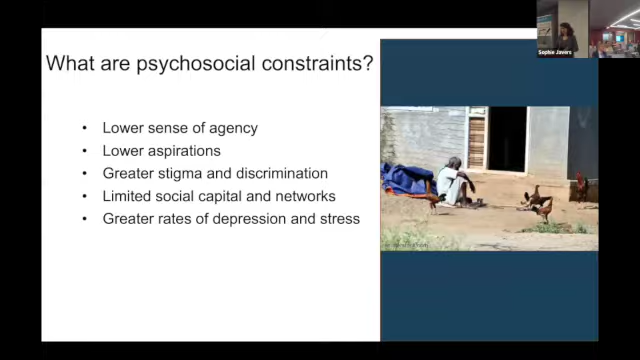 What are psychosocial constraints?
• Lower sense of agency
• Lower aspirations
• Greater stigma and discrimination
• Limited social capital and networks
• Greater rates of depression and stress
Sophie Javers